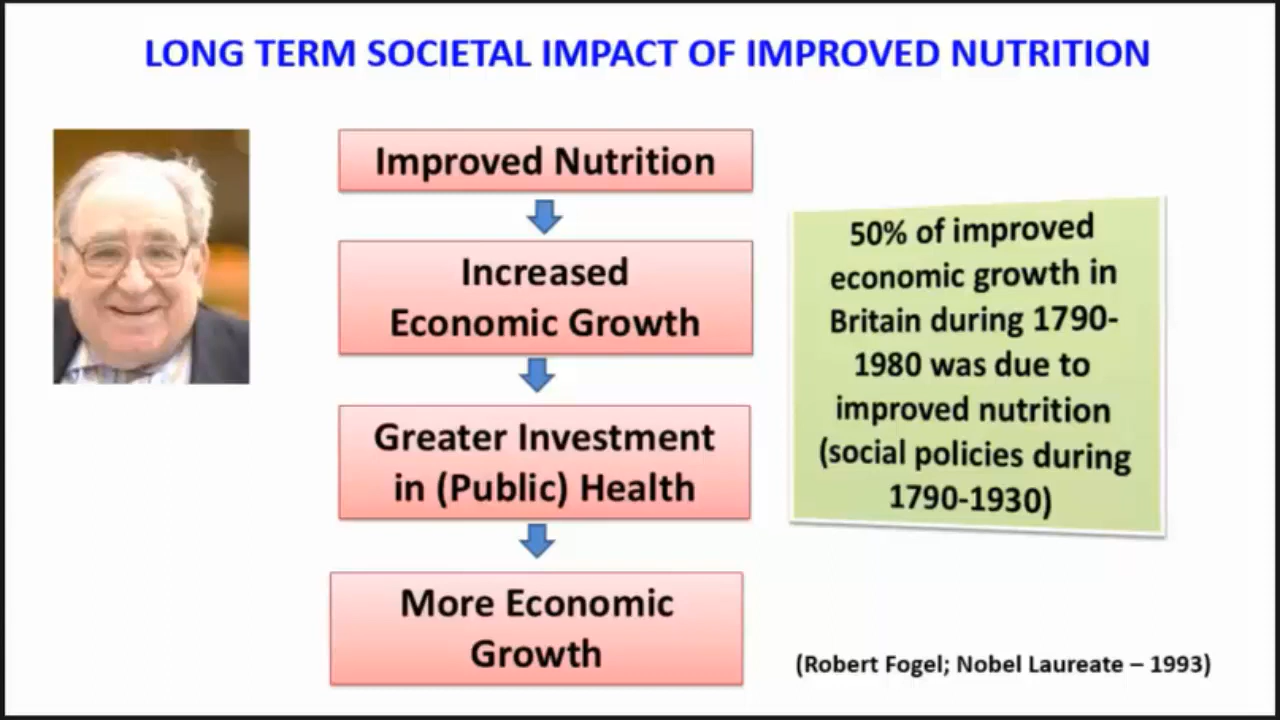 LONG TERM SOCIETAL IMPACT OF IMPROVED NUTRITION
Improved Nutrition
Increased
Economic Growth
Greater Investment
in (Public) Health
More Economic
Growth
50% of improved
economic growth in
Britain during 1790-
1980 was due to
improved nutrition
(social policies during
1790-1930)
(Robert Fogel; Nobel Laureate – 1993)